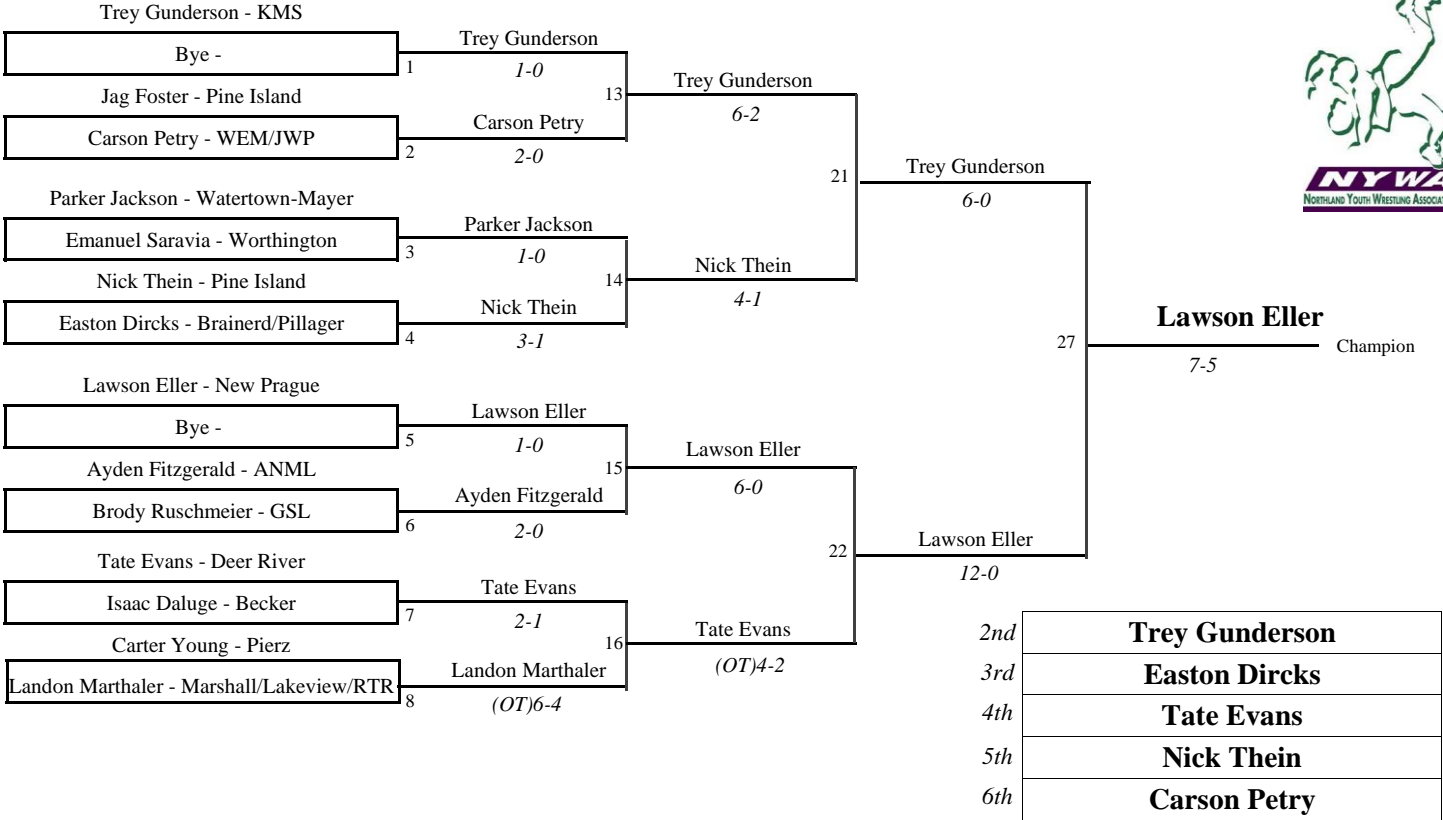 Trey Gunderson - KMS
Bye -
1
Jag Foster - Pine Island
Carson Petry - WEM/JWP
2
Parker Jackson - Watertown-Mayer
Emanuel Saravia - Worthington
3
Nick Thein - Pine Island
Easton Dircks - Brainerd/Pillager
4
Lawson Eller - New Prague
Bye -
5
Ayden Fitzgerald - ANML
Brody Ruschmeier - GSL
6
Tate Evans - Deer River
Isaac Daluge - Becker
7
Carter Young - Pierz
Landon Marthaler - Marshall/Lakeview/RTR
8
Trey Gunderson
1-0
13
Carson Petry
2-0
Parker Jackson
1-0
14
Nick Thein
3-1
Lawson Eller
1-0
15
Ayden Fitzgerald
2-0
Tate Evans
2-1
16
Landon Marthaler
(OT)6-4
Trey Gunderson
6-2
21
Nick Thein
4-1
Lawson Eller
6-0
22
Tate Evans
(OT)4-2
Trey Gunderson
6-0
27
Lawson Eller
12-0
Lawson Eller
Champion
7-5
NYWA
NORTHLAND YOUTH WRESTLING
2nd Trey Gunderson
3rd Easton Dircks
4th Tate Evans
5th Nick Thein
6th Carson Petry